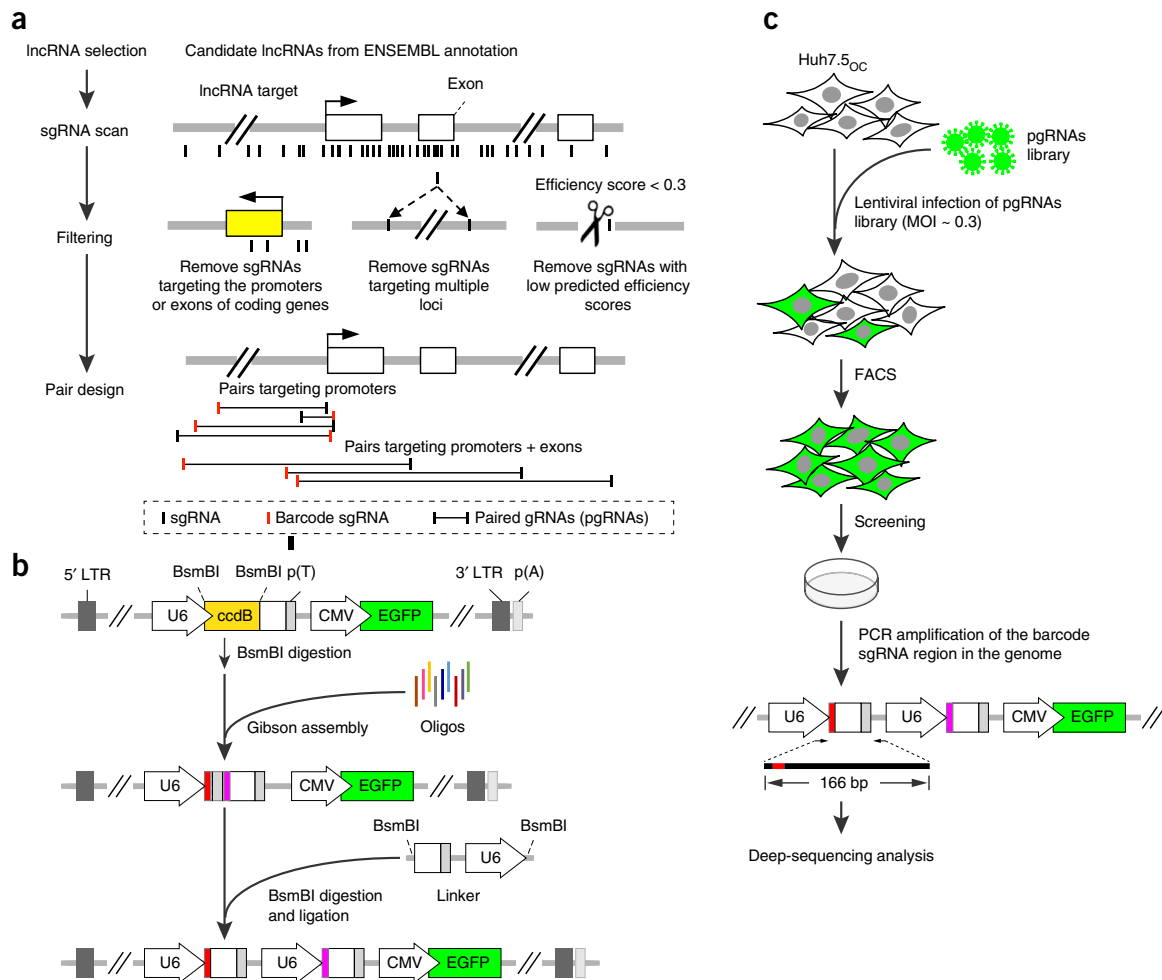 a
lncRNA selection
Candidate lncRNAs from ENSEMBL annotation
lncRNA target
Exon
sgRNA scan
Efficiency score < 0.3
Filtering
Remove sgRNAs
targeting the promoters
or exons of coding genes
Remove sgRNAs
targeting multiple
loci
Remove sgRNAs with
low predicted efficiency
scores
Pair design
Pairs targeting promoters
Pairs targeting promoters + exons
sgRNA
Barcode sgRNA
Paired gRNAs (pgRNAs)
b
5′ LTR
BsmBI
BsmBI
p(T)
3′ LTR
p(A)
U6
ccdB
CMV
EGFP
BsmBI digestion
Gibson assembly
Oligos
U6
CMV
EGFP
BsmBI
BsmBI
U6
BsmBI digestion
and ligation
Linker
U6
U6
CMV
EGFP
c
Huh7.5OC
pgRNAs
library
Lentiviral infection of pgRNAs
library (MOI ~ 0.3)
FACS
Screening
PCR amplification of the barcode
sgRNA region in the genome
U6
U6
CMV
EGFP
166 bp
Deep-sequencing analysis